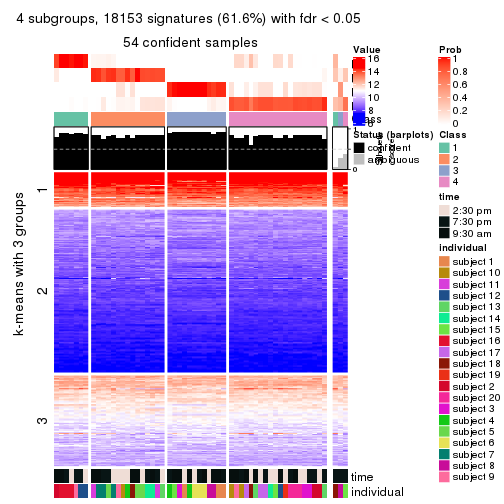 4 subgroups, 18153 signatures (61.6%) with fdr < 0.05
54 confident samples
k-means with 3 groups
1
2
3
Value
16
14
12
10
8
6
Prob
1
0.8
0.6
0.4
0.2
0
Status (barplots)
confident
ambiguous
1
0
Class
1
2
3
4
time
2:30 pm
7:30 pm
9:30 am
individual
subject 1
subject 10
subject 11
subject 12
subject 13
subject 14
subject 15
subject 16
subject 17
subject 18
subject 19
subject 2
subject 20
subject 3
subject 4
subject 5
subject 6
subject 7
subject 8
subject 9
time
individual